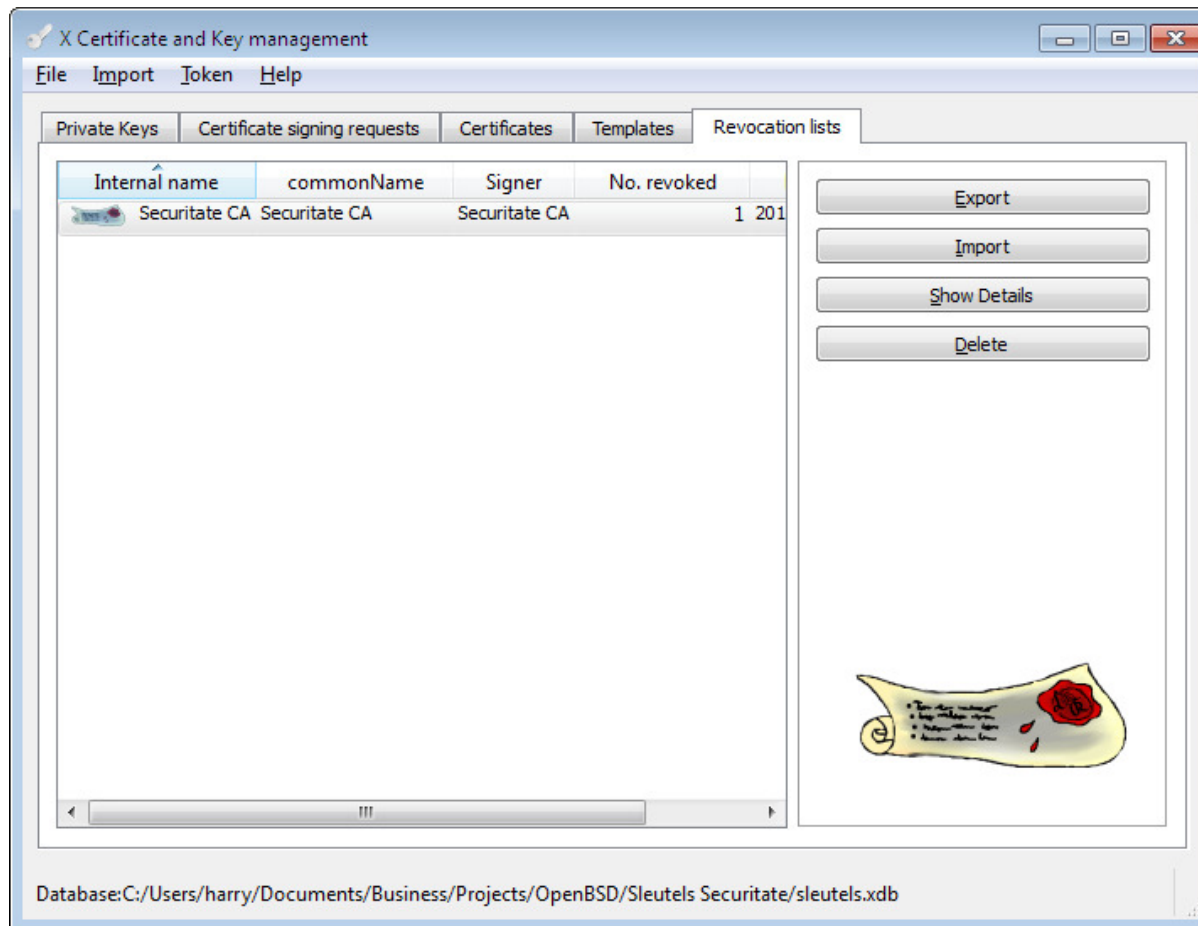 X Certificate and Key management
File Import Token Help
Private Keys Certificate signing requests Certificates Templates Revocation lists
Internal name commonName Signer No. revoked
Securitate CA Securitate CA Securitate CA 1 201
Export
Import
Show Details
Delete
Database:C:/Users/harry/Documents/Business/Projects/OpenBSD/Sleutels Securitate/sleutels.xdb